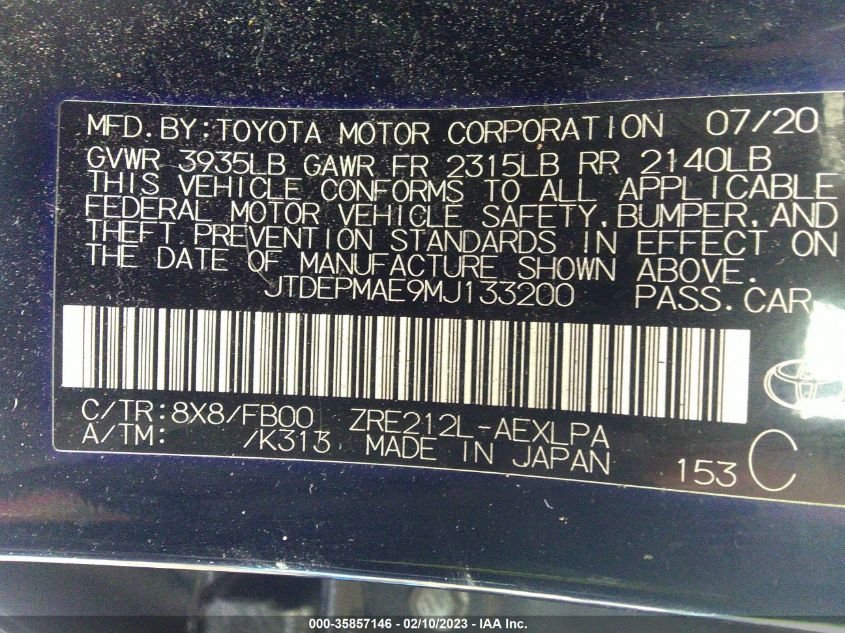 MFD.BY:TOYOTA MOTOR CORPORATION 07/20
GVWR 3935LB GAWR FR 2315LB RR 2140LB
THIS VEHICLE CONFORMS TO ALL APPLICABLE
FEDERAL MOTOR VEHICLE SAFETY,BUMPER,AND
THEFT PREVENTION STANDARDS IN EFFECT ON
THE DATE OF MANUFACTURE SHOWN ABOVE.
JTDEPMAE9MJ133200 PASS.CAR
C/TR:8X8/FB00 ZRE212L-AEXLPA
A/TM: /K313 MADE IN JAPAN 153 C
000-35857146 — 02/10/2023 — IAA Inc.